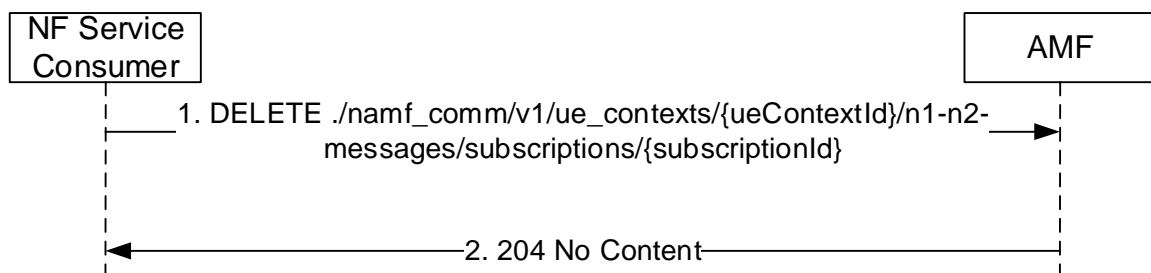 NF Service
Consumer
AMF
1. DELETE ./namf_comm/v1/ue_contexts/{ueContextId}/n1-n2-
messages/subscriptions/{subscriptionId}
2. 204 No Content